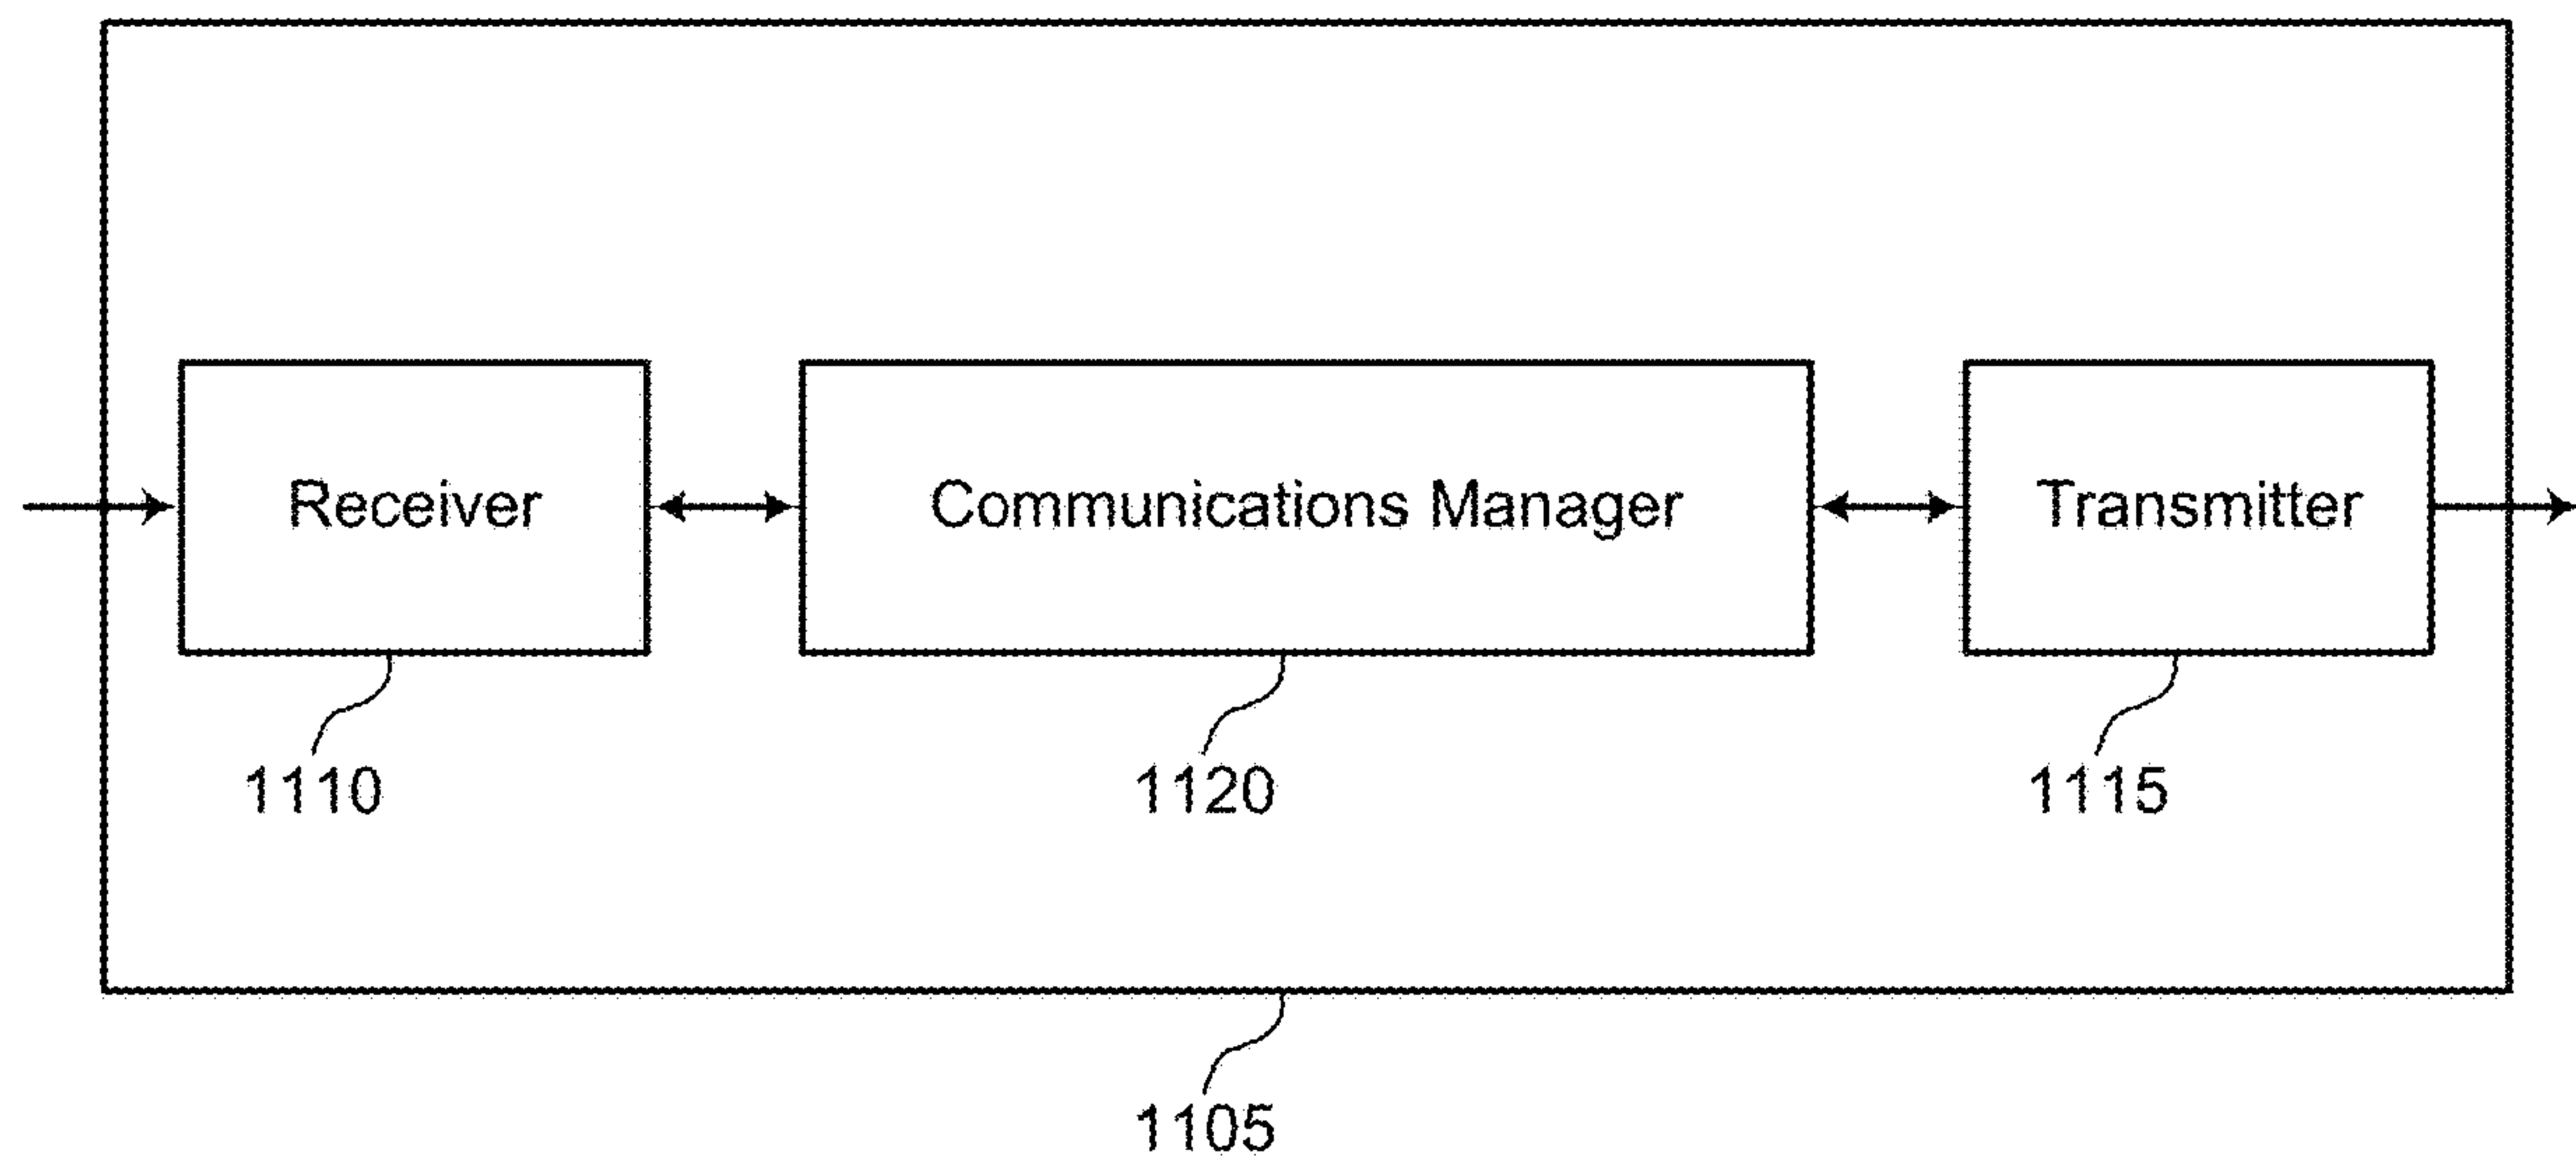 Receiver
Communications Manager
Transmitter
1110
1120
1115
1105